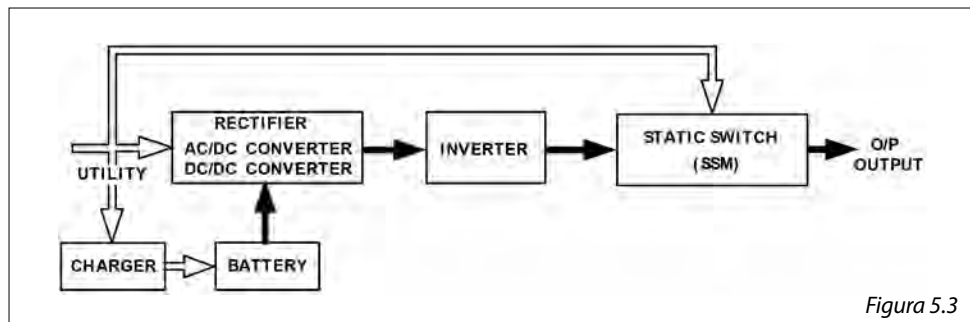 RECTIFIER
AC/DC CONVERTER
DC/DC CONVERTER
INVERTER
STATIC SWITCH
(SSM)
O/P
OUTPUT
UTILITY
CHARGER
BATTERY
Figura 5.3